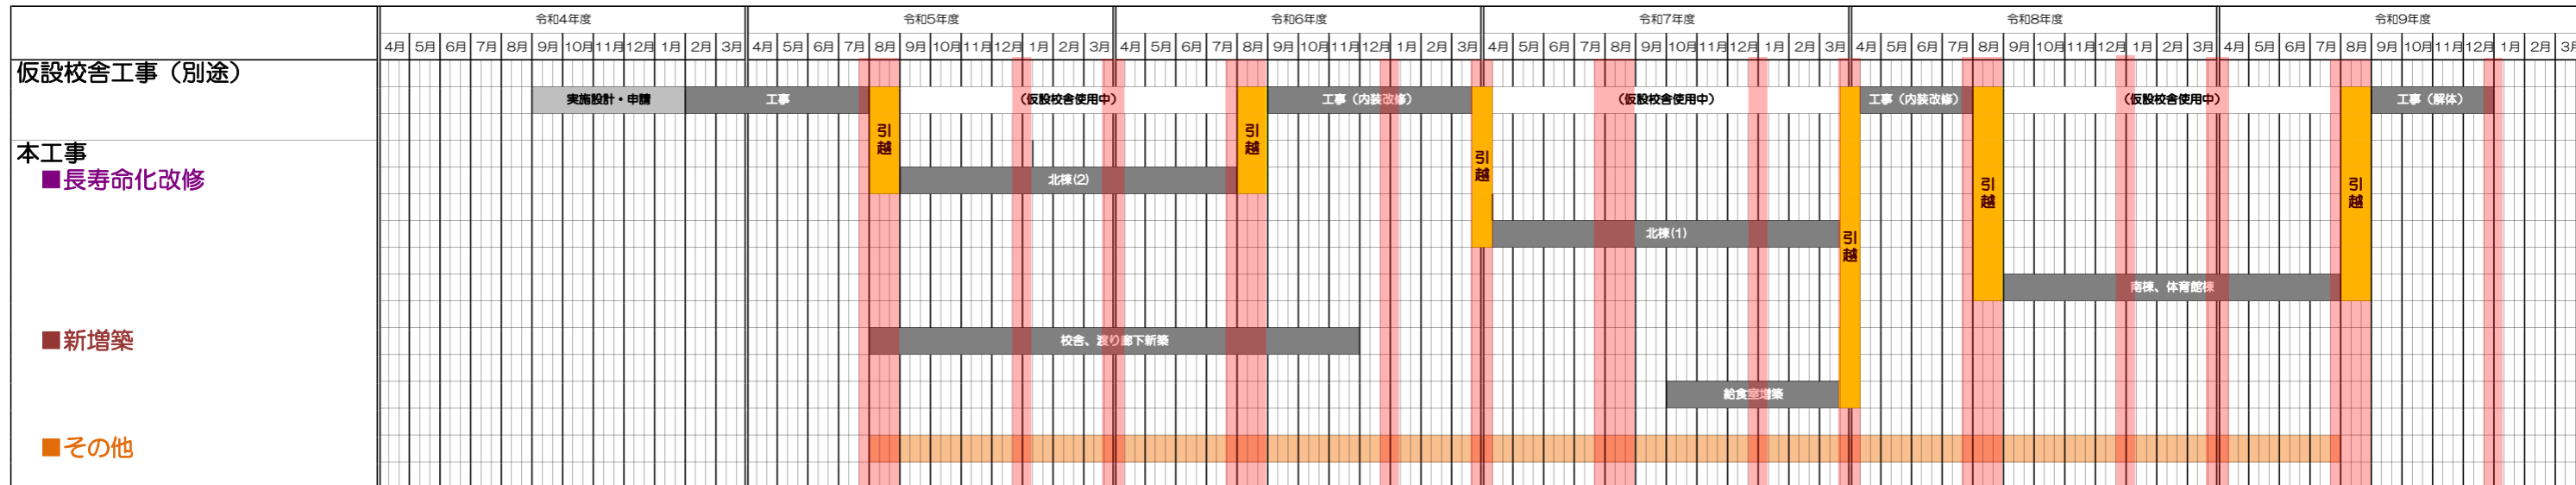 令和4年度 令和5年度 令和6年度 令和7年度 令和8年度 令和9年度
4月 5月 6月 7月 8月 9月 10月 11月 12月 1月 2月 3月 4月 5月 6月 7月 8月 9月 10月 11月 12月 1月 2月 3月 4月 5月 6月 7月 8月 9月 10月 11月 12月 1月 2月 3月 4月 5月 6月 7月 8月 9月 10月 11月 12月 1月 2月 3月 4月 5月 6月 7月 8月 9月 10月 11月 12月 1月 2月 3月 4月 5月 6月 7月 8月 9月 10月 11月 12月 1月 2月 3月
仮設校舎工事（別途）
実施設計・申請 工事 （仮設校舎使用中） 工事（内装改修） （仮設校舎使用中） 工事（内装改修） （仮設校舎使用中） 工事（解体）
引越 引越 引越 引越 引越 引越
本工事
■長寿命化改修
北棟(2)
北棟(1)
南棟、体育館棟
■新増築
校舎、渡り廊下新築
給食室増築
■その他